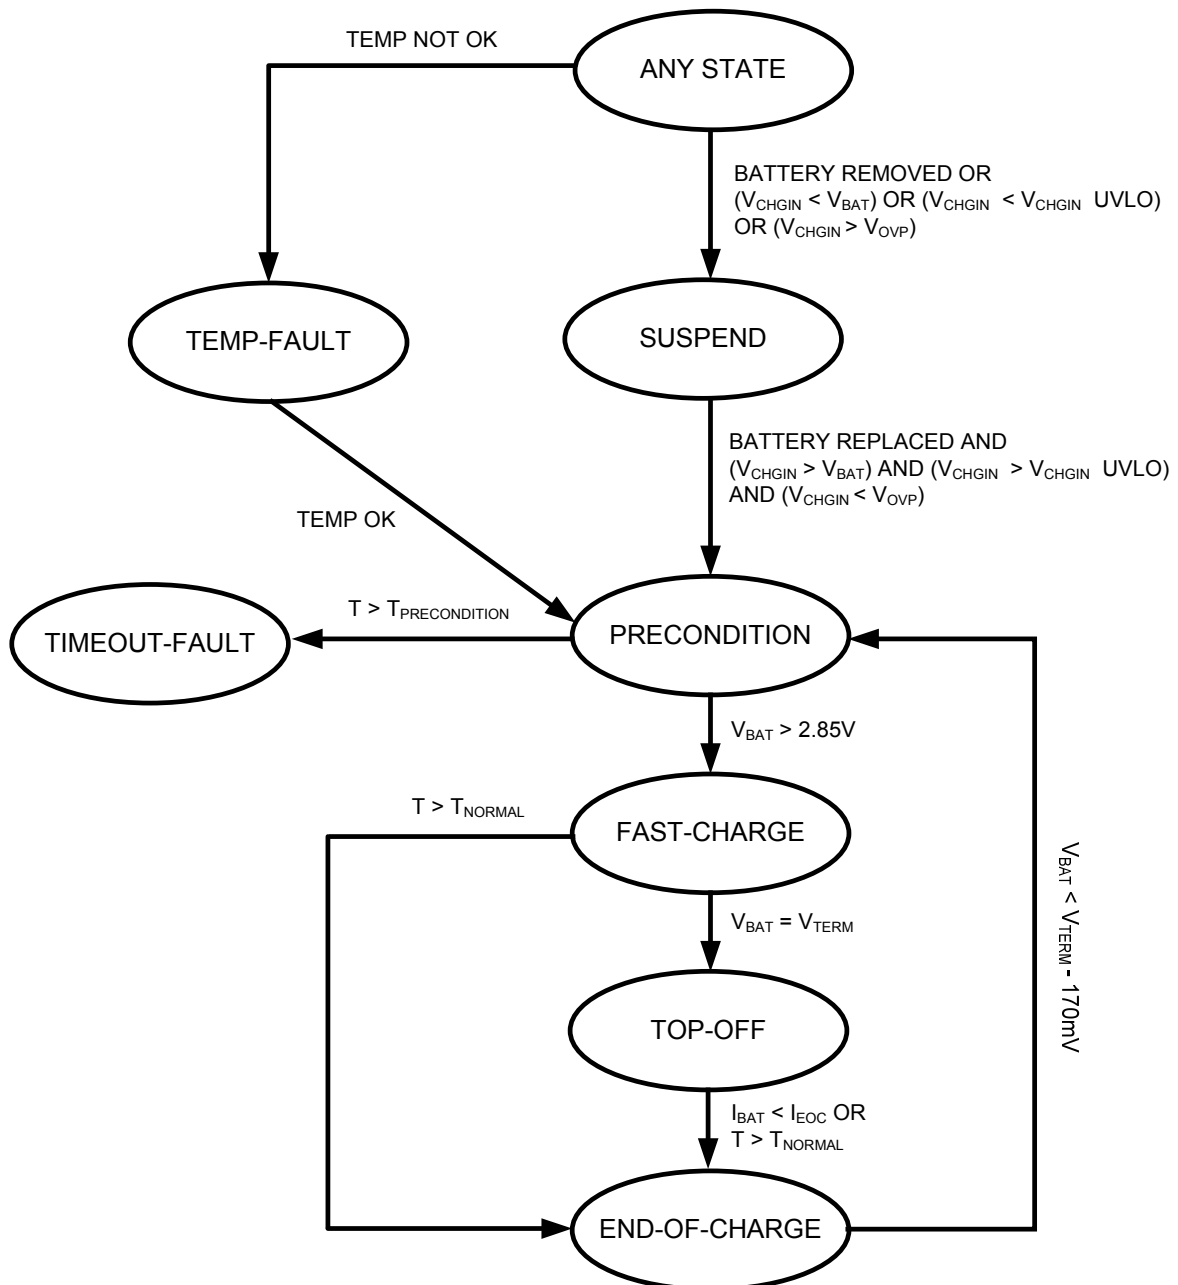 TEMP NOT OK
ANY STATE
BATTERY REMOVED OR
(VCHGIN < VBAT) OR (VCHGIN < VCHGIN UVLO)
OR (VCHGIN > VOVP)
TEMP-FAULT
SUSPEND
BATTERY REPLACED AND
(VCHGIN > VBAT) AND (VCHGIN > VCHGIN UVLO)
AND (VCHGIN < VOVP)
TEMP OK
T > TPRECONDITION
TIMEOUT-FAULT
PRECONDITION
VBAT > 2.85V
T > TNORMAL
FAST-CHARGE
VBAT < VTERM - 170mV
VBAT = VTERM
TOP-OFF
IBAT < IEOC OR
T > TNORMAL
END-OF-CHARGE